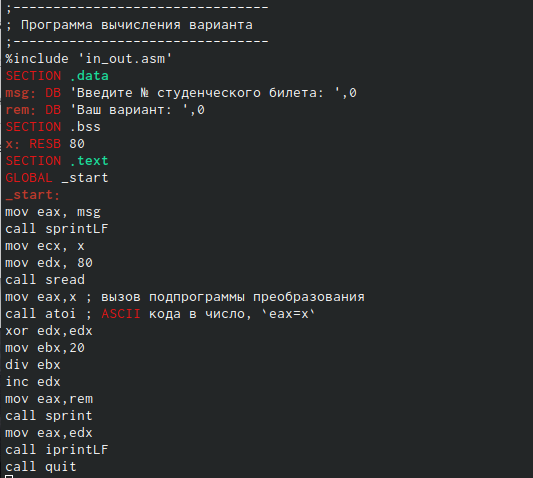 ;--------------------------------
; Программа вычисления варианта
;--------------------------------
%include 'in_out.asm'
SECTION .data
msg: DB 'Введите № студенческого билета: ',0
rem: DB 'Ваш вариант: ',0
SECTION .bss
x: RESB 80
SECTION .text
GLOBAL _start
_start:
mov eax, msg
call sprintLF
mov ecx, x
mov edx, 80
call sread
mov eax,x ; вызов подпрограммы преобразования
call atoi ; ASCII кода в число, `eax=x`
xor edx,edx
mov ebx,20
div ebx
inc edx
mov eax,rem
call sprint
mov eax,edx
call iprintLF
call quit